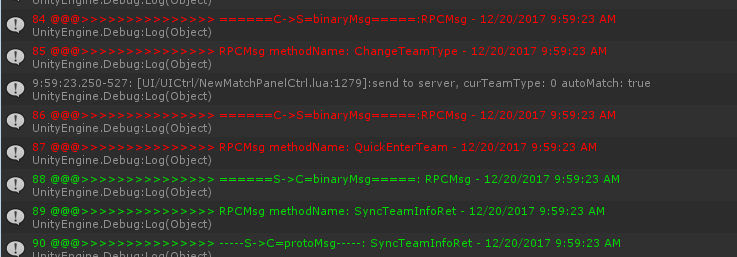 84 @@@>>>>>>>>>>>>>>>> ======C->S=binaryMsg=====:RPCMsg - 12/20/2017 9:59:23 AM
UnityEngine.Debug:Log(Object)
85 @@@>>>>>>>>>>>>>>>> RPCMsg methodName: ChangeTeamType - 12/20/2017 9:59:23 AM
UnityEngine.Debug:Log(Object)
9:59:23.250-527: [UI/UICtrl/NewMatchPanelCtrl.lua:1279]:send to server, curTeamType: 0 autoMatch: true
UnityEngine.Debug:Log(Object)
86 @@@>>>>>>>>>>>>>>>> ======C->S=binaryMsg=====:RPCMsg - 12/20/2017 9:59:23 AM
UnityEngine.Debug:Log(Object)
87 @@@>>>>>>>>>>>>>>>> RPCMsg methodName: QuickEnterTeam - 12/20/2017 9:59:23 AM
UnityEngine.Debug:Log(Object)
88 @@@>>>>>>>>>>>>>>>> ======S->C=binaryMsg=====: RPCMsg - 12/20/2017 9:59:23 AM
UnityEngine.Debug:Log(Object)
89 @@@>>>>>>>>>>>>>>>> RPCMsg methodName: SyncTeamInfoRet - 12/20/2017 9:59:23 AM
UnityEngine.Debug:Log(Object)
90 @@@>>>>>>>>>>>>>>>> -----S->C=protoMsg-----: SyncTeamInfoRet - 12/20/2017 9:59:23 AM
UnityEngine.Debug:Log(Object)